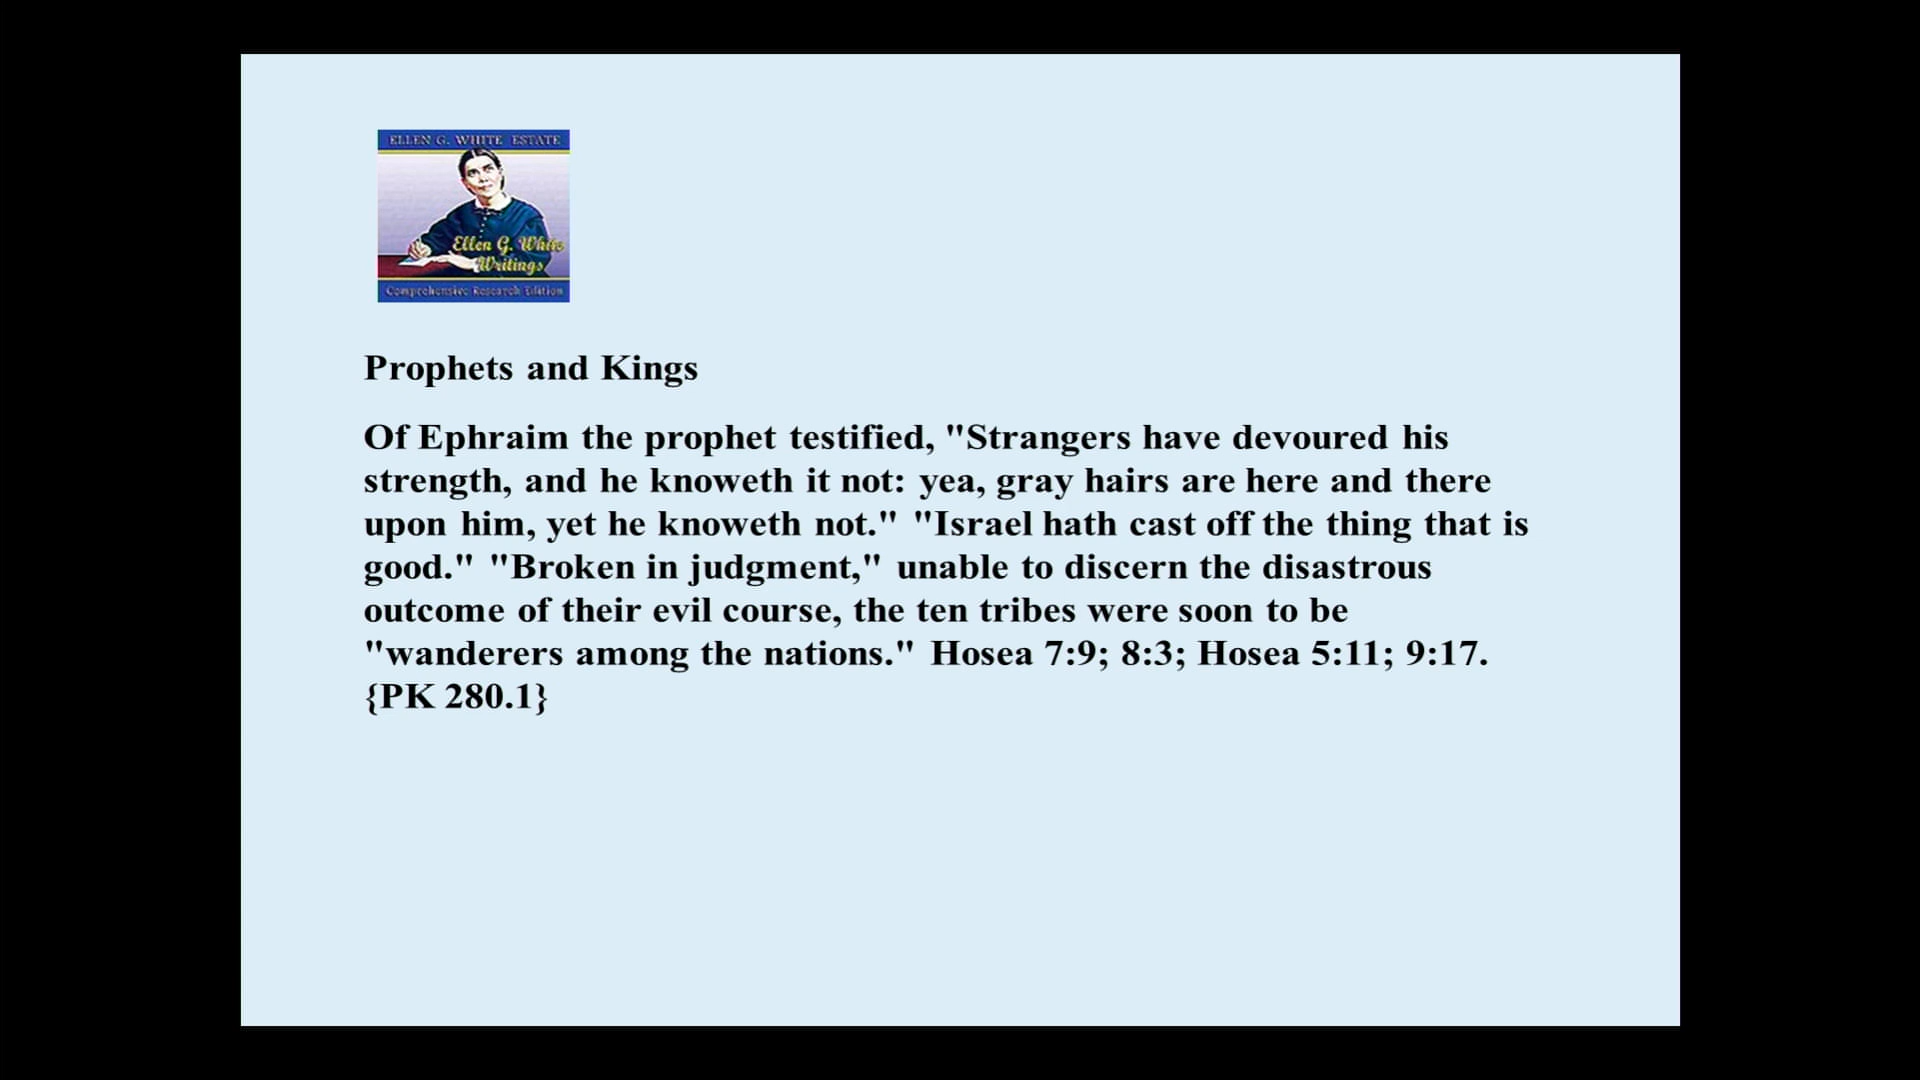 ELLEN G. WHITE ESTATE
Ellen G. White
Writings
Comprehensive Research Edition
Prophets and Kings
Of Ephraim the prophet testified, "Strangers have devoured his
strength, and he knoweth it not: yea, gray hairs are here and there
upon him, yet he knoweth not." "Israel hath cast off the thing that is
good." "Broken in judgment," unable to discern the disastrous
outcome of their evil course, the ten tribes were soon to be
"wanderers among the nations." Hosea 7:9; 8:3; Hosea 5:11; 9:17.
{PK 280.1}